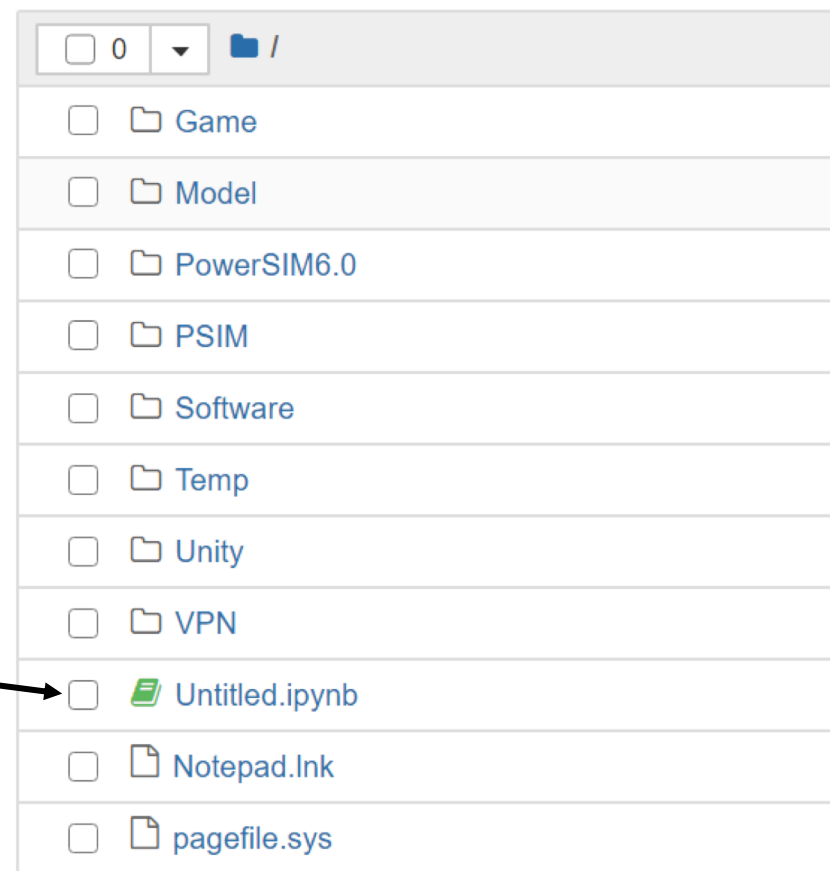 0 /
Game
Model
PowerSIM6.0
PSIM
Software
Temp
Unity
VPN
Untitled.ipynb
Notepad.lnk
pagefile.sys